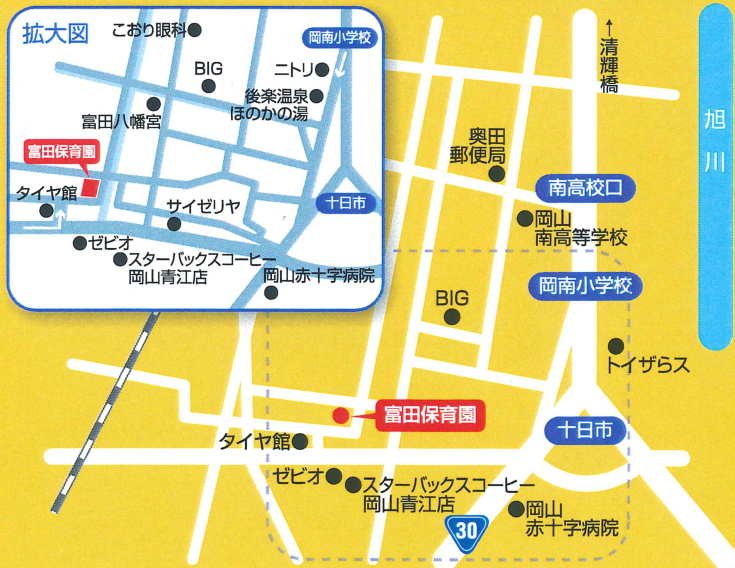 拡大図
こおり眼科
岡南小学校
BIG
ニトリ
後楽温泉
ほのかの湯
富田八幡宮
富田保育園
タイヤ館
サイゼリヤ
十日市
ゼビオ
スターバックスコーヒー
岡山青江店
岡山赤十字病院
↑清輝橋
旭川
奥田
郵便局
南高校口
岡山
南高等学校
岡南小学校
BIG
トイザらス
富田保育園
十日市
タイヤ館
ゼビオ
スターバックスコーヒー
岡山青江店
岡山
赤十字病院
30